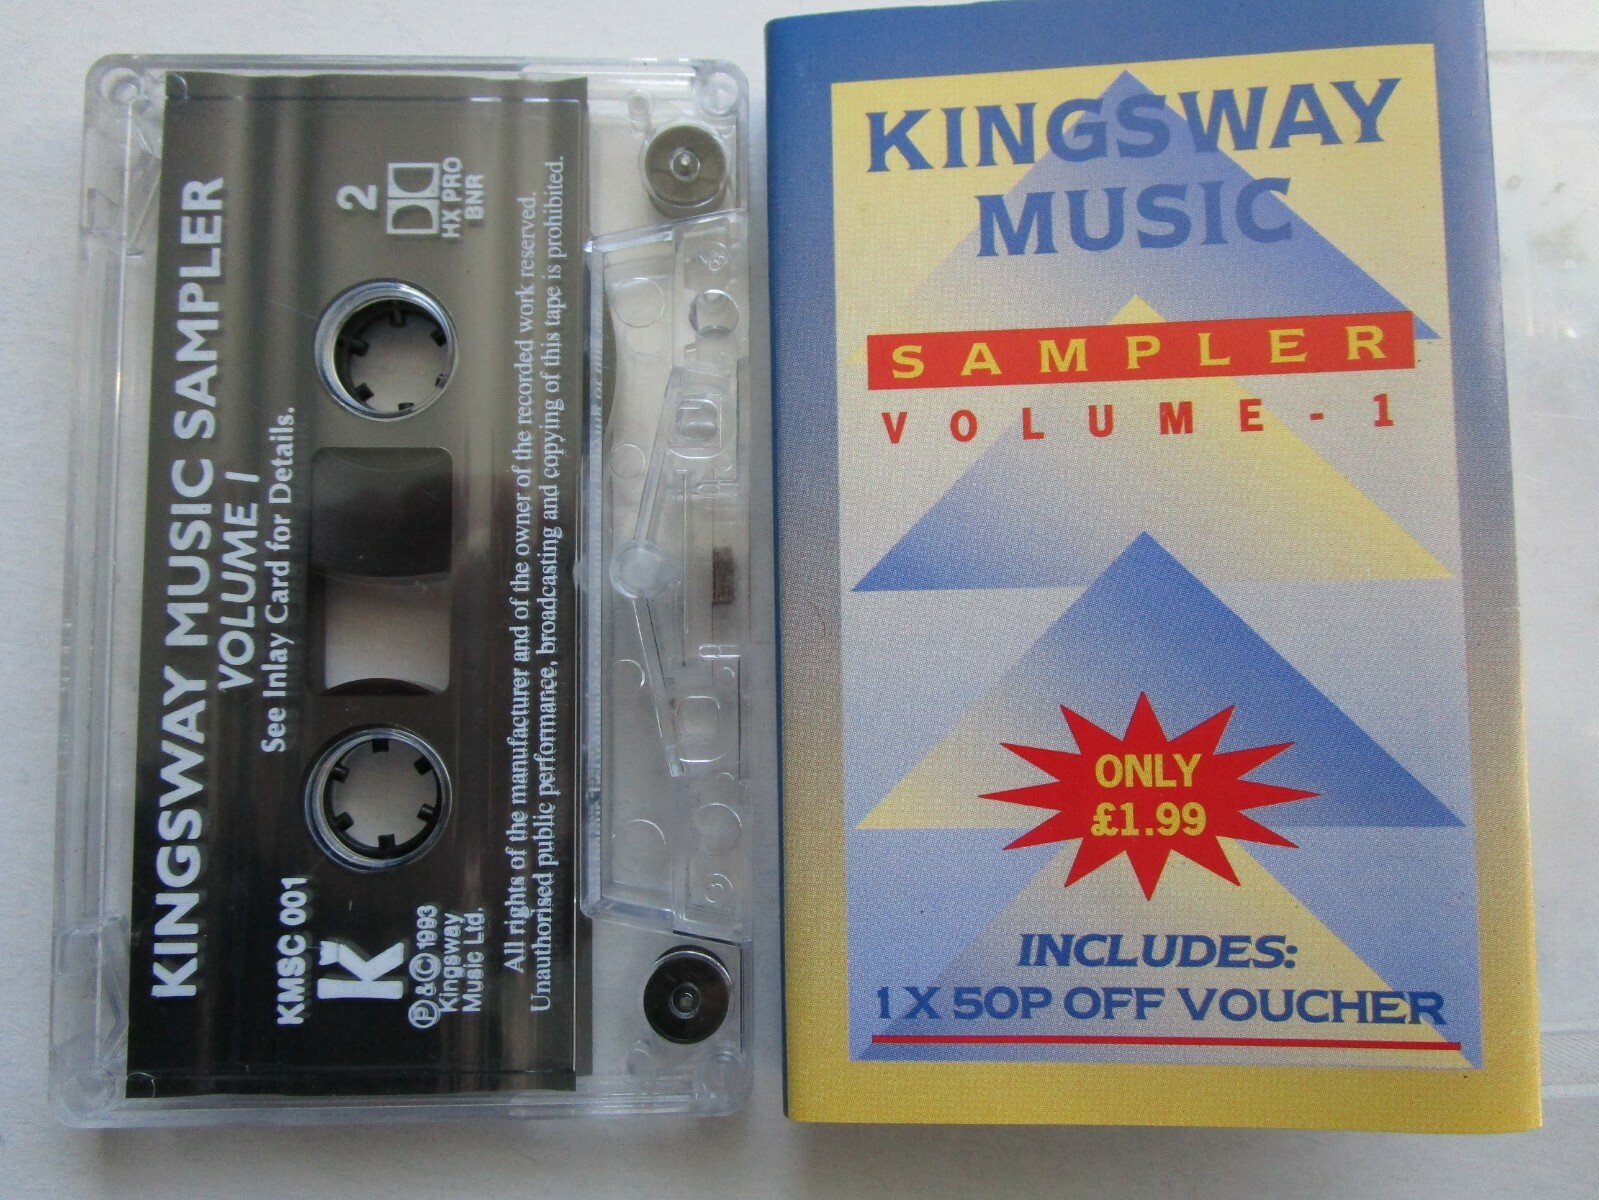 KINGSWAY MUSIC SAMPLER
VOLUME 1
See Inlay Card for Details.
2
HX PRO
BNR
KMSC 001
K
Ⓟ&© 1993
Kingsway
Music Ltd.
All rights of the manufacturer and of the owner of the recorded work reserved.
Unauthorised public performance, broadcasting and copying of this tape is prohibited.
KINGSWAY
MUSIC
SAMPLER
VOLUME - 1
ONLY
£1.99
INCLUDES:
1 X 50P OFF VOUCHER